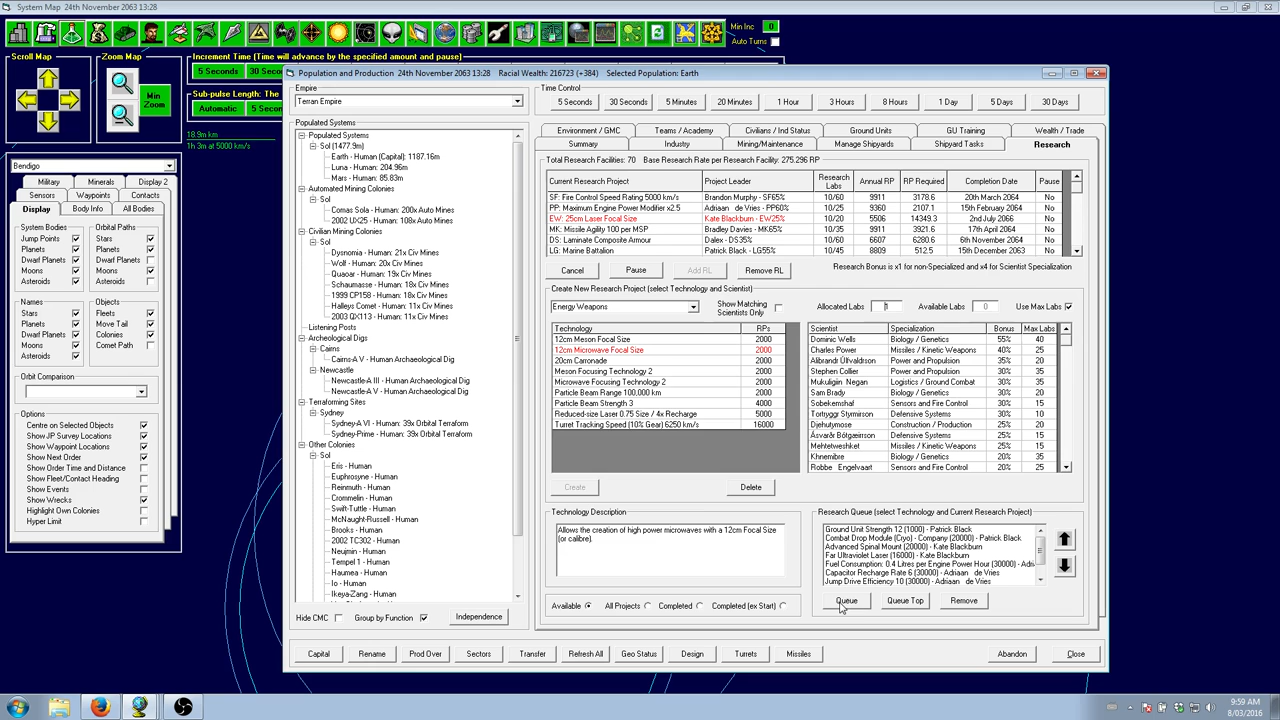 System Map  24th November 2063 13:28
Min Inc 0
Auto Turns
Scroll Map
Zoom Map
Min Zoom
Increment Time (Time will advance by the specified amount and pause)
5 Seconds
Sub-pulse Length: The
Automatic
18.9m km
1h 3m at 5000 km/s
Bendigo
Military Minerals Display 2
Sensors Waypoints Contacts
Display Body Info All Bodies
System Bodies Orbital Paths
Jump Points Stars
Planets Planets
Dwarf Planets Dwarf Planets
Moons Moons
Asteroids Asteroids
Names Objects
Stars Fleets
Planets Move Tail
Dwarf Planets Colonies
Moons Comet Path
Asteroids
Orbit Comparison
Options
Centre on Selected Objects
Show JP Survey Locations
Show Waypoint Locations
Show Next Order
Show Order Time and Distance
Show Fleet/Contact Heading
Show Events
Show Wrecks
Highlight Own Colonies
Hyper Limit
Population and Production  24th November 2063 13:28  Racial Wealth: 216723 (+384)  Selected Population: Earth
Empire
Terran Empire
Populated Systems
Populated Systems
Sol (1477.9m)
Earth - Human (Capital): 1187.16m
Luna - Human: 204.96m
Mars - Human: 85.83m
Automated Mining Colonies
Sol
Comas Sola - Human: 200x Auto Mines
2002 UX25 - Human: 108x Auto Mines
Civilian Mining Colonies
Sol
Dysnomia - Human: 21x Civ Mines
Wolf - Human: 20x Civ Mines
Quaoar - Human: 19x Civ Mines
Schaumasse - Human: 18x Civ Mines
1999 CP158 - Human: 18x Civ Mines
Halleys Comet - Human: 11x Civ Mines
2003 QX113 - Human: 11x Civ Mines
Listening Posts
Archeological Digs
Cairns
Cairns-A V - Human Archaeological Dig
Newcastle
Newcastle-A III - Human Archaeological Dig
Newcastle-A V - Human Archaeological Dig
Terraforming Sites
Sydney
Sydney-A VI - Human: 39x Orbital Terraform
Sydney-Prime - Human: 39x Orbital Terraform
Other Colonies
Sol
Eris - Human
Euphrosyne - Human
Reinmuth - Human
Crommelin - Human
Swift-Tuttle - Human
McNaught-Russell - Human
Brooks - Human
2002 TC302 - Human
Neujmin - Human
Tempel 1 - Human
Haumea - Human
Io - Human
Ikeya-Zang - Human
Hide CMC Group by Function Independence
Time Control
5 Seconds 30 Seconds 5 Minutes 20 Minutes 1 Hour 3 Hours 8 Hours 1 Day 5 Days 30 Days
Environment / GMC Teams / Academy Civilians / Ind Status Ground Units GU Training Wealth / Trade
Summary Industry Mining/Maintenance Manage Shipyards Shipyard Tasks Research
Total Research Facilities: 70  Base Research Rate per Research Facility: 275.296 RP
Current Research Project Project Leader Research Labs Annual RP RP Required Completion Date Pause
SF: Fire Control Speed Rating 5000 km/s Brandon Murphy - SF65% 10/60 9910 3178.6 20th March 2064 No
PP: Maximum Engine Power Modifier x2.5 Adriaan de Vries - PP60% 10/25 9360 2107.1 15th February 2064 No
EW: 25cm Laser Focal Size Kate Blackburn - EW25% 10/20 5506 14349.3 2nd July 2066 No
MK: Missile Agility 100 per MSP Bradley Davies - MK65% 10/35 9910 3921.6 17th April 2064 No
DS: Laminate Composite Armour Dalex - DS35% 10/10 6607 6280.6 6th November 2064 No
LG: Marine Battalion Patrick Black - LG55% 10/45 8809 512.5 15th December 2063 No
Cancel Pause Add RL Remove RL Research Bonus is x1 for non-Specialized and x4 for Scientist Specialization
Create New Research Project (select Technology and Scientist)
Energy Weapons Show Matching Scientists Only Allocated Labs 1 Available Labs 0 Use Max Labs
Technology RPs
12cm Meson Focal Size 2000
12cm Microwave Focal Size 2000
20cm Carronade 2000
Meson Focusing Technology 2 2000
Microwave Focusing Technology 2 2000
Particle Beam Range 100,000 km 2000
Particle Beam Strength 3 4000
Reduced-size Laser 0.75 Size / 4x Recharge 5000
Turret Tracking Speed (10% Gear) 6250 km/s 16000
Scientist Specialization Bonus Max Labs
Dominic Wells Biology / Genetics 55% 40
Charles Power Missiles / Kinetic Weapons 40% 25
Alibrandr Úlfvaldsson Power and Propulsion 35%
Stephen Collier Power and Propulsion 30% 35
Mukuligin Negan Logistics / Ground Combat 30%
Sam Brady Biology / Genetics 30% 20
Sobekemshaf Sensors and Fire Control 30% 15
Tortryggr Styrmirson Defensive Systems 30% 10
Djehutymose Construction / Production 25% 20
Defensive Systems 25% 15
Mehtetweshket Missiles / Kinetic Weapons 20% 40
Khnemibre Biology / Genetics 20% 35
Robbe Engelvaart Sensors and Fire Control 20% 25
Create Delete
Technology Description
Allows the creation of high power microwaves with a 12cm Focal Size
(or calibre).
Research Queue (select Technology and Current Research Project)
Ground Unit Strength 12 (1000) - Patrick Black
Combat Drop Module (Cryo) - Company (20000) - Patrick Black
Advanced Spinal Mount (20000) - Kate Blackburn
Far Ultraviolet Laser (16000) - Kate Blackburn
Fuel Consumption: 0.4 Litres per Engine Power Hour (30000) - Adri
Capacitor Recharge Rate 6 (30000) - Adriaan de Vries
Jump Drive Efficiency 10 (30000) - Adriaan de Vries
Available All Projects Completed Completed (ex Start)
Queue Queue Top Remove
Capital Rename Prod Over Sectors Transfer Refresh All Geo Status Design Turrets Missiles Abandon Close
9:59 AM
8/03/2016